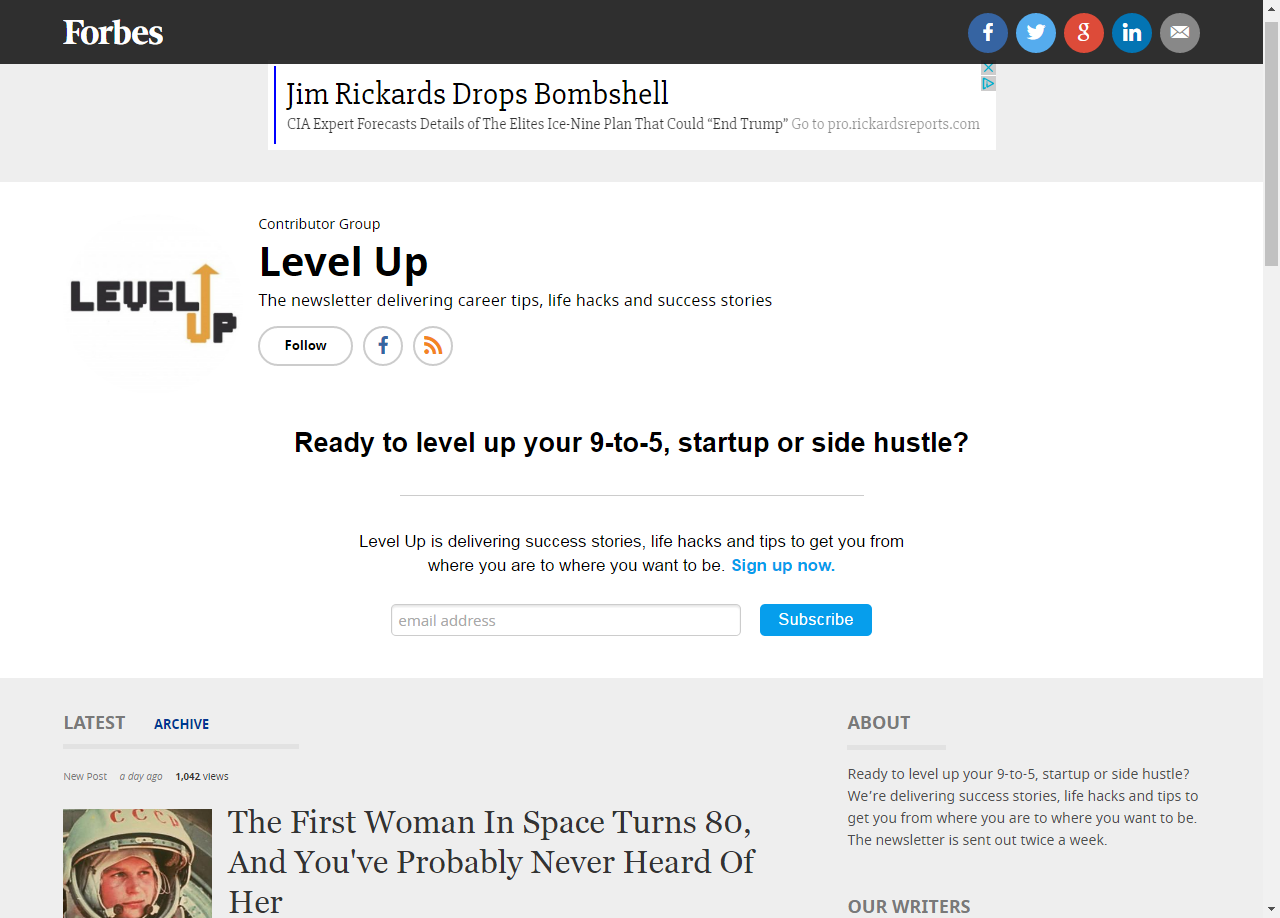 Forbes
Jim Rickards Drops Bombshell
CIA Expert Forecasts Details of The Elites Ice-Nine Plan That Could “End Trump” Go to pro.rickardsreports.com
LEVEL UP
Contributor Group
Level Up
The newsletter delivering career tips, life hacks and success stories
Follow
Ready to level up your 9-to-5, startup or side hustle?
Level Up is delivering success stories, life hacks and tips to get you from
where you are to where you want to be. Sign up now.
email address
Subscribe
LATEST
ARCHIVE
New Post a day ago 1,042 views
СССР
The First Woman In Space Turns 80,
And You've Probably Never Heard Of
Her
ABOUT
Ready to level up your 9-to-5, startup or side hustle?
We’re delivering success stories, life hacks and tips to
get you from where you are to where you want to be.
The newsletter is sent out twice a week.
OUR WRITERS